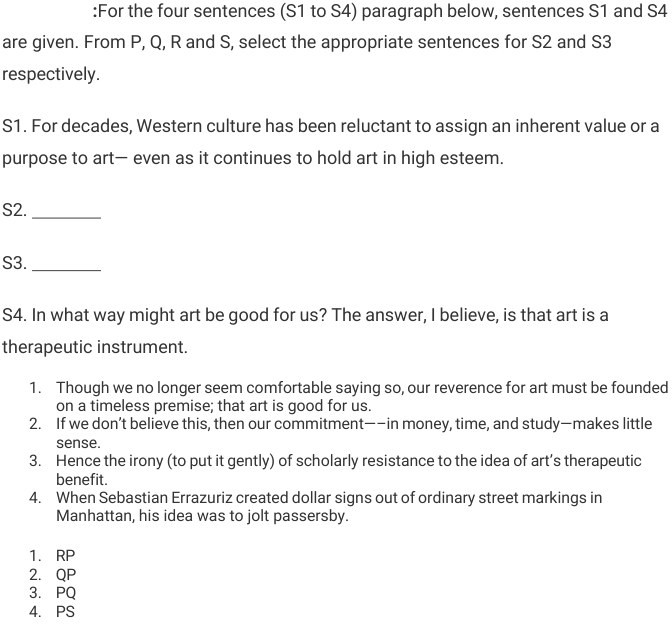 :For the four sentences (S1 to S4) paragraph below, sentences S1 and S4
are given. From P, Q, R and S, select the appropriate sentences for S2 and S3
respectively.
S1. For decades, Western culture has been reluctant to assign an inherent value or a
purpose to art— even as it continues to hold art in high esteem.
S2. ________
S3. ________
S4. In what way might art be good for us? The answer, I believe, is that art is a
therapeutic instrument.
1. Though we no longer seem comfortable saying so, our reverence for art must be founded
on a timeless premise; that art is good for us.
2. If we don't believe this, then our commitment—–in money, time, and study—makes little
sense.
3. Hence the irony (to put it gently) of scholarly resistance to the idea of art's therapeutic
benefit.
4. When Sebastian Errazuriz created dollar signs out of ordinary street markings in
Manhattan, his idea was to jolt passersby.
1. RP
2. QP
3. PQ
4. PS